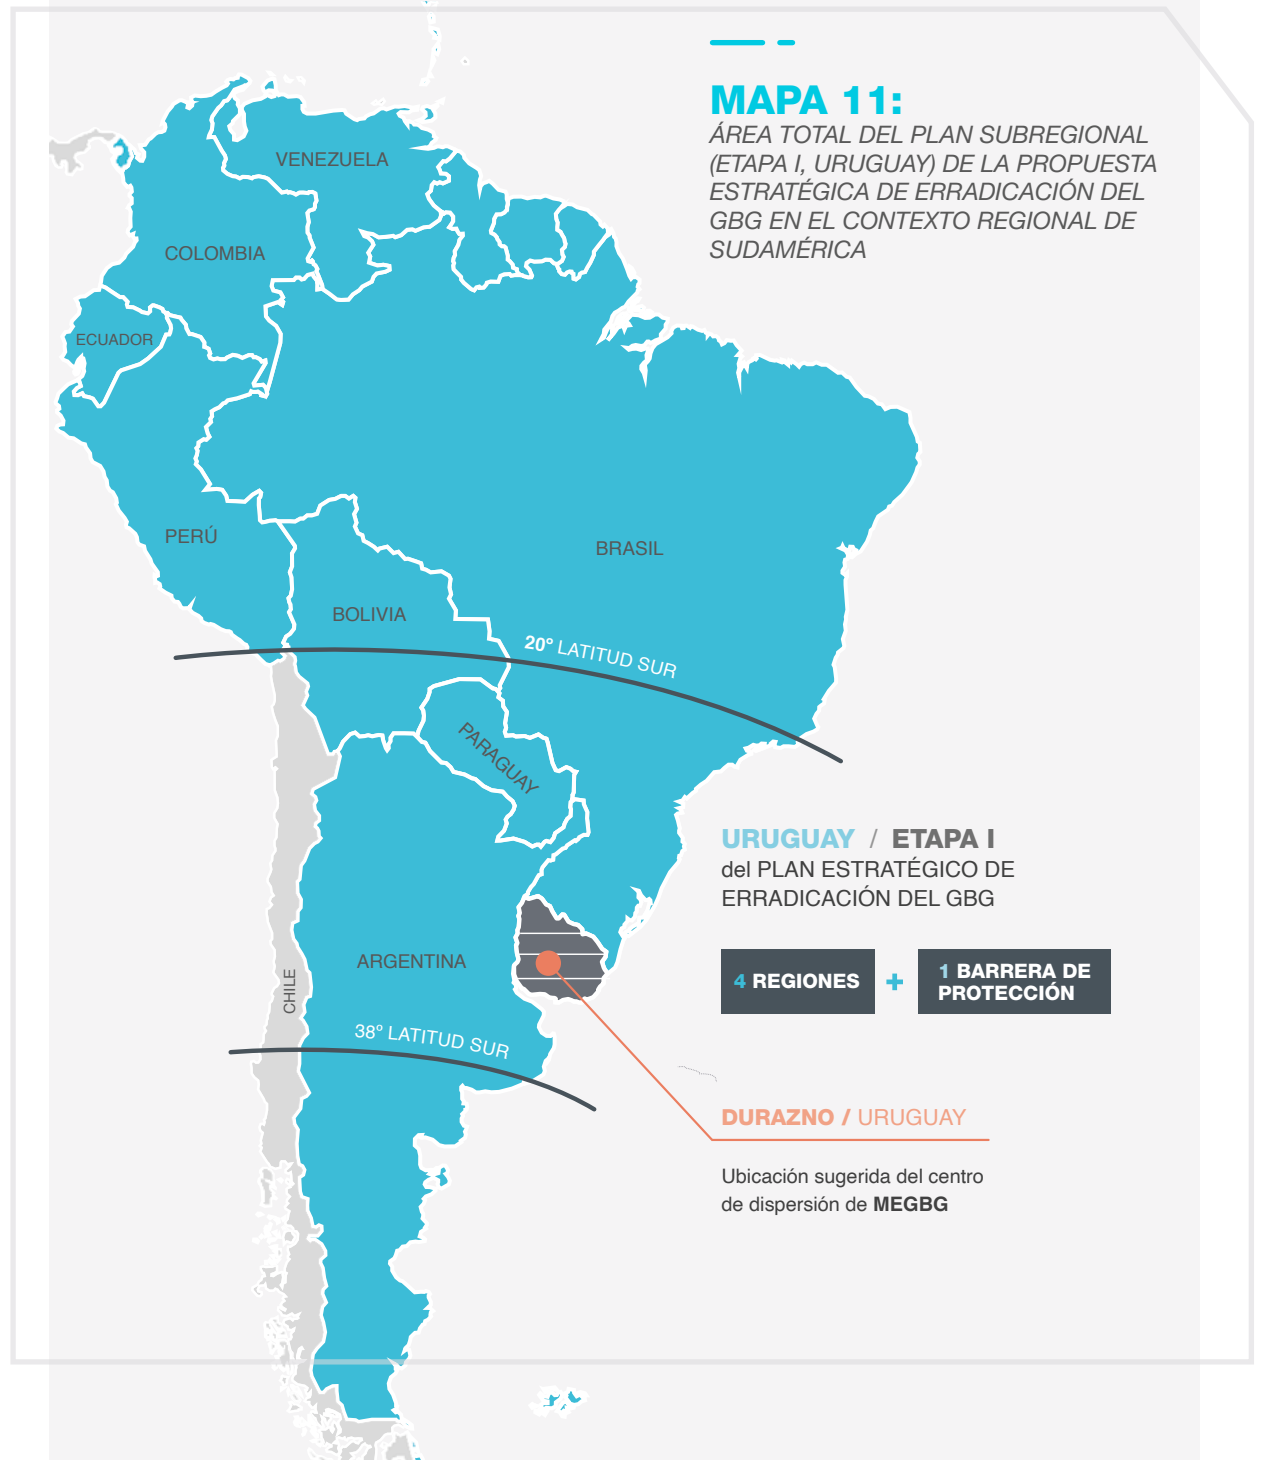 MAPA 11:
ÁREA TOTAL DEL PLAN SUBREGIONAL
(ETAPA I, URUGUAY) DE LA PROPUESTA
ESTRATÉGICA DE ERRADICACIÓN DEL
GBG EN EL CONTEXTO REGIONAL DE
SUDAMÉRICA
VENEZUELA
COLOMBIA
ECUADOR
PERÚ
BRASIL
BOLIVIA
20º LATITUD SUR
PARAGUAY
URUGUAY / ETAPA I
del PLAN ESTRATÉGICO DE
ERRADICACIÓN DEL GBG
ARGENTINA
CHILE
4 REGIONES
+
1 BARRERA DE
PROTECCIÓN
38º LATITUD SUR
DURAZNO / URUGUAY
Ubicación sugerida del centro
de dispersión de MEGBG